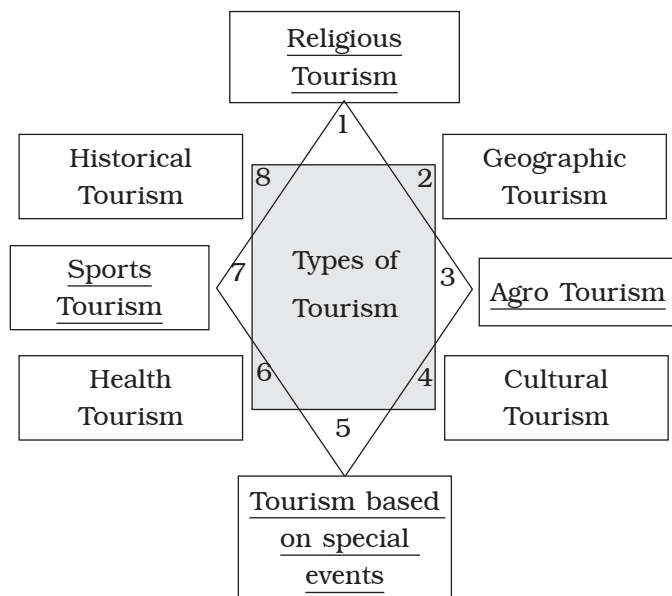 Religious
Tourism
1
Historical
Tourism
8
2
Geographic
Tourism
Sports
Tourism
7
Types of
Tourism
3
Agro Tourism
Health
Tourism
6
4
Cultural
Tourism
5
Tourism based
on special
events